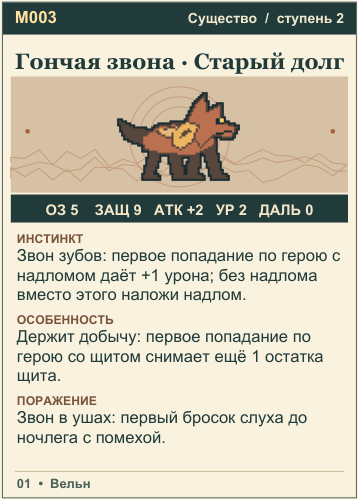 M003 Существо / ступень 2
Гончая звона · Старый долг
ОЗ 5 ЗАЩ 9 АТК +2 УР 2 ДАЛЬ 0
ИНСТИНКТ
Звон зубов: первое попадание по герою с
надломом даёт +1 урона; без надлома
вместо этого наложи надлом.
ОСОБЕННОСТЬ
Держит добычу: первое попадание по
герою со щитом снимает ещё 1 остатка
щита.
ПОРАЖЕНИЕ
Звон в ушах: первый бросок слуха до
ночлега с помехой.
01 • Вельн